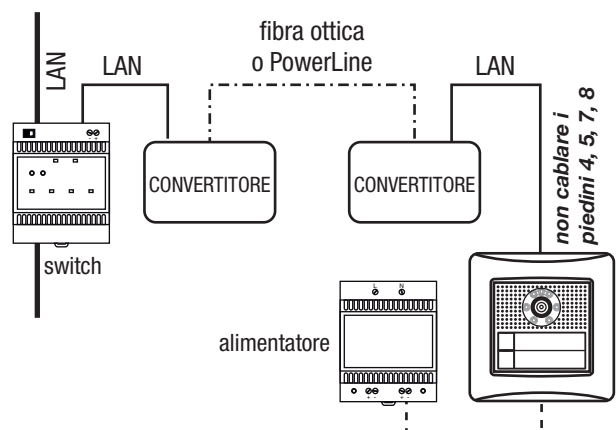 fibra ottica
o PowerLine
LAN
LAN
LAN
non cablare i
piedini 4, 5, 7, 8
CONVERTITORE
CONVERTITORE
switch
L N
alimentatore
+ - + -